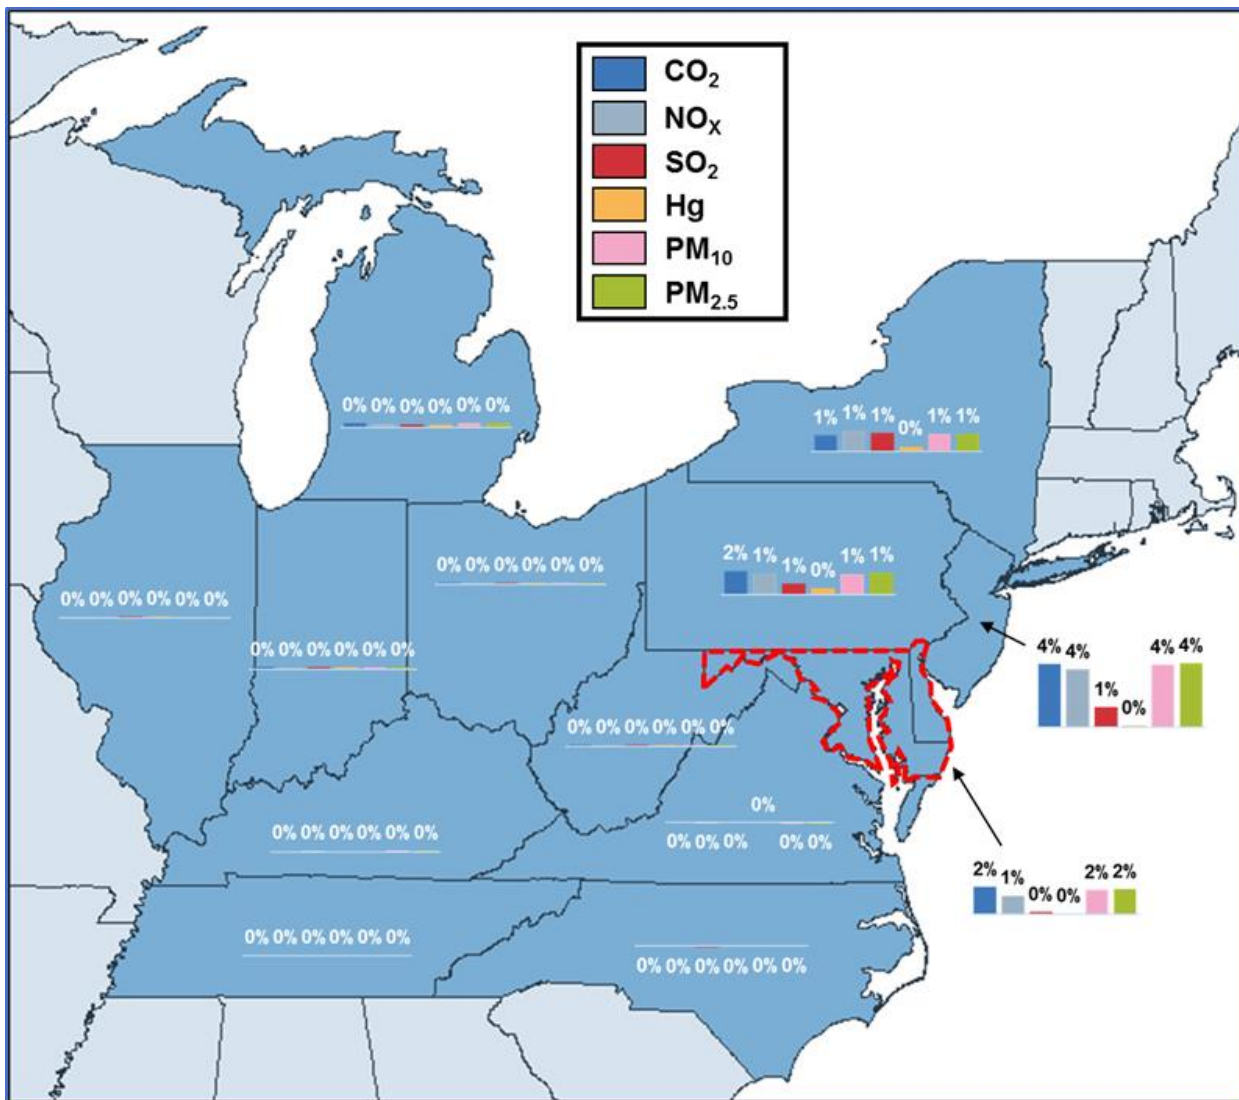 CO₂
NOₓ
SO₂
Hg
PM₁₀
PM₂.₅
0% 0% 0% 0% 0% 0%
1% 1% 1% 0% 1% 1%
2% 1% 1% 0% 1% 1%
0% 0% 0% 0% 0% 0%
0% 0% 0% 0% 0% 0%
0% 0% 0% 0% 0% 0%
4% 4% 1% 0% 4% 4%
0% 0% 0% 0% 0% 0%
0%
0% 0% 0% 0% 0%
0% 0% 0% 0% 0% 0%
2% 1% 0% 0% 2% 2%
0% 0% 0% 0% 0% 0%
0% 0% 0% 0% 0% 0%